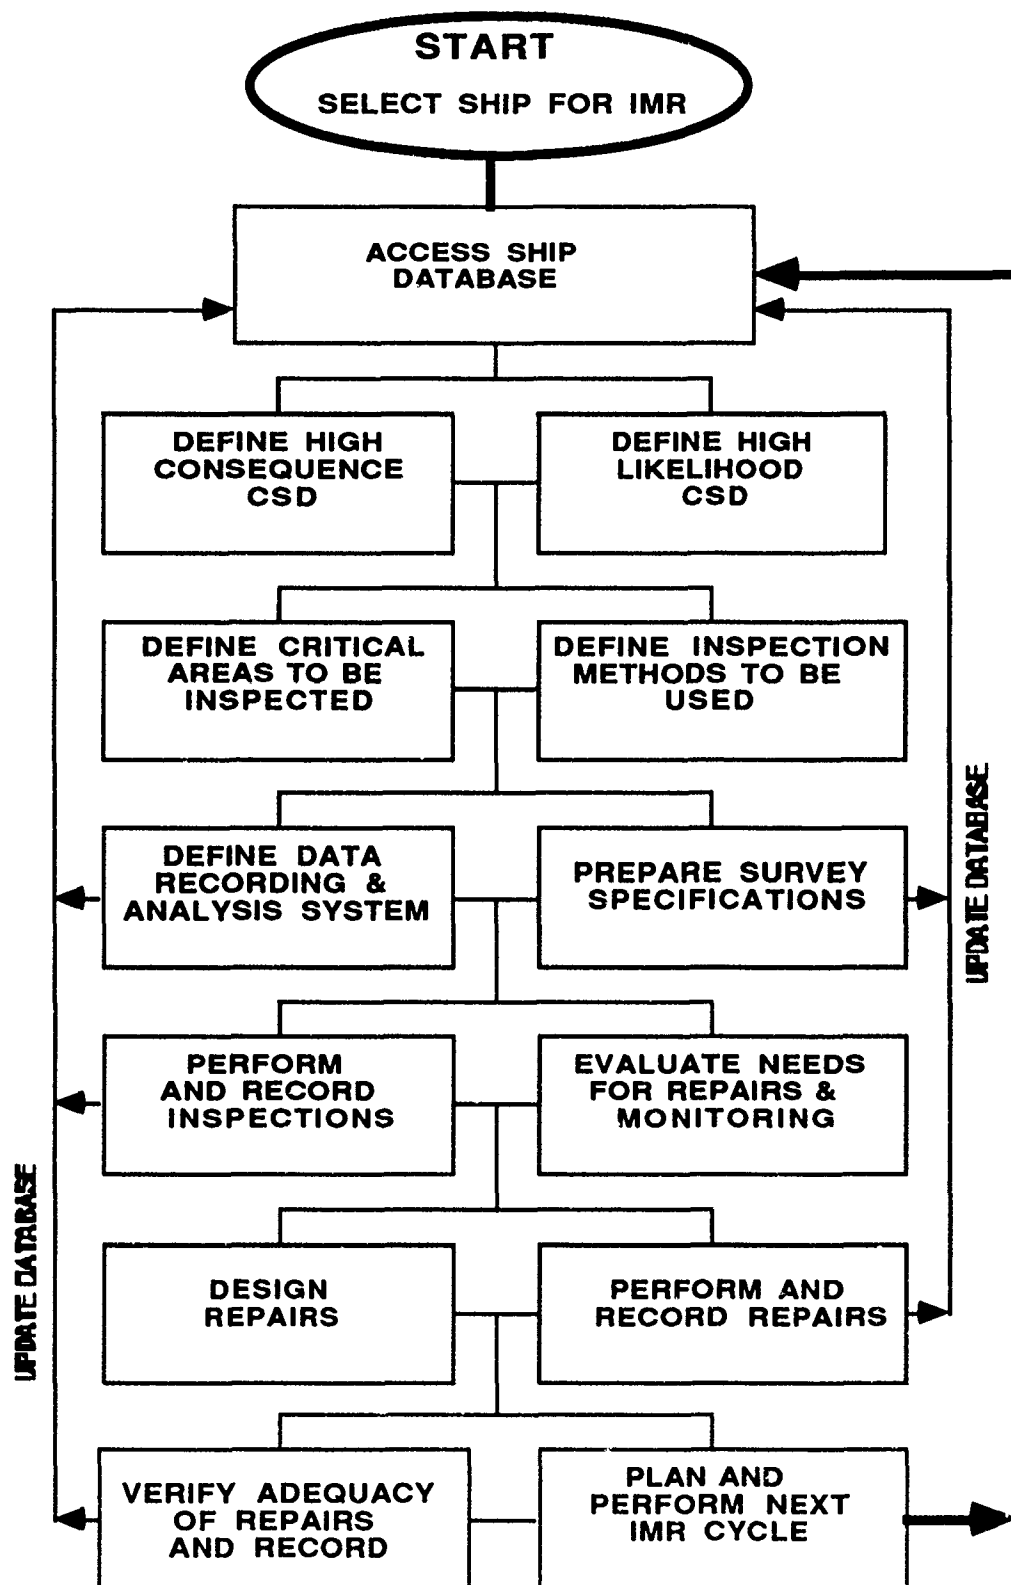 START
SELECT SHIP FOR IMR
ACCESS SHIP
DATABASE
DEFINE HIGH
CONSEQUENCE
CSD
DEFINE HIGH
LIKELIHOOD
CSD
DEFINE CRITICAL
AREAS TO BE
INSPECTED
DEFINE INSPECTION
METHODS TO BE
USED
DEFINE DATA
RECORDING &
ANALYSIS SYSTEM
PREPARE SURVEY
SPECIFICATIONS
UPDATE DATABASE
PERFORM
AND RECORD
INSPECTIONS
EVALUATE NEEDS
FOR REPAIRS &
MONITORING
UPDATE DATABASE
DESIGN
REPAIRS
PERFORM AND
RECORD REPAIRS
VERIFY ADEQUACY
OF REPAIRS
AND RECORD
PLAN AND
PERFORM NEXT
IMR CYCLE